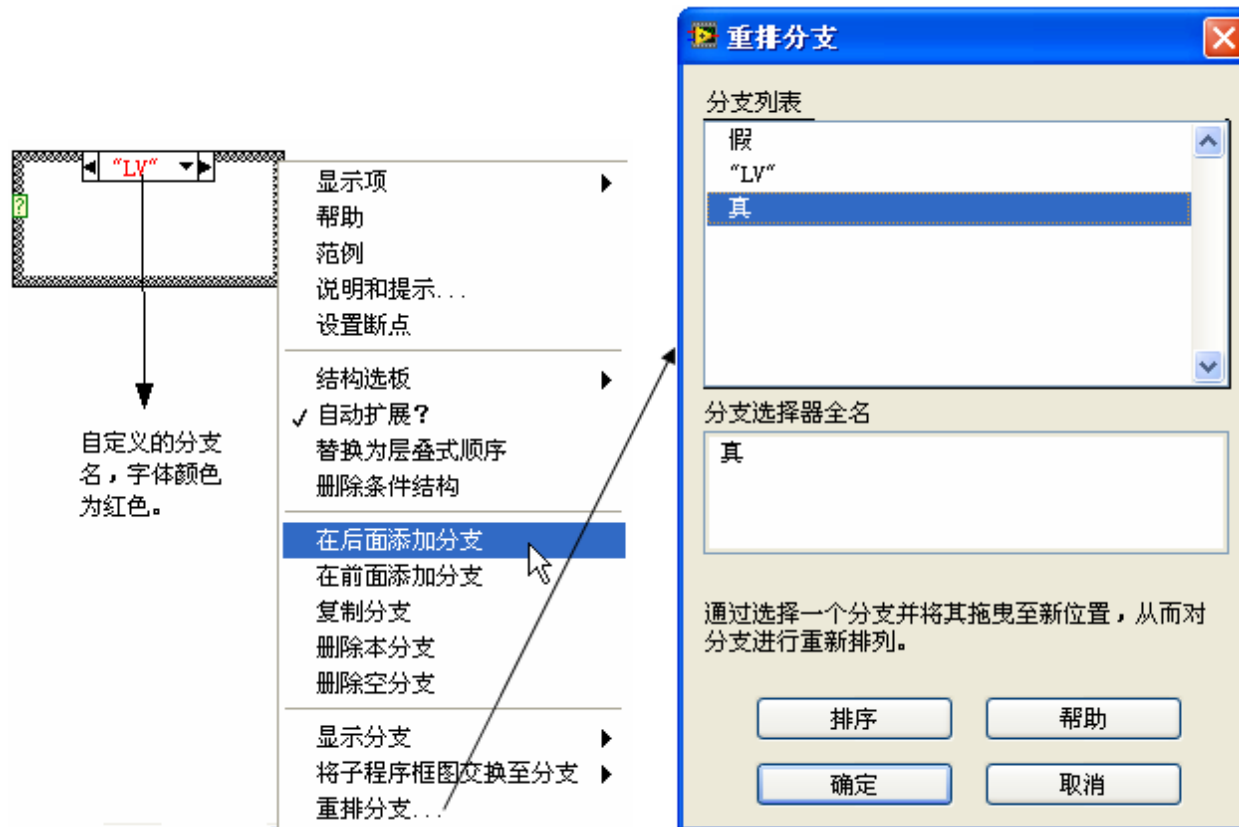 "LV"
?
自定义的分支
名，字体颜色
为红色。
显示项
帮助
范例
说明和提示...
设置断点
结构选板
✓ 自动扩展?
替换为层叠式顺序
删除条件结构
在后面添加分支
在前面添加分支
复制分支
删除本分支
删除空分支
显示分支
将子程序框图交换至分支
重排分支...
重排分支
分支列表
假
"LV"
真
分支选择器全名
真
通过选择一个分支并将其拖曳至新位置，从而对
分支进行重新排列。
排序
帮助
确定
取消